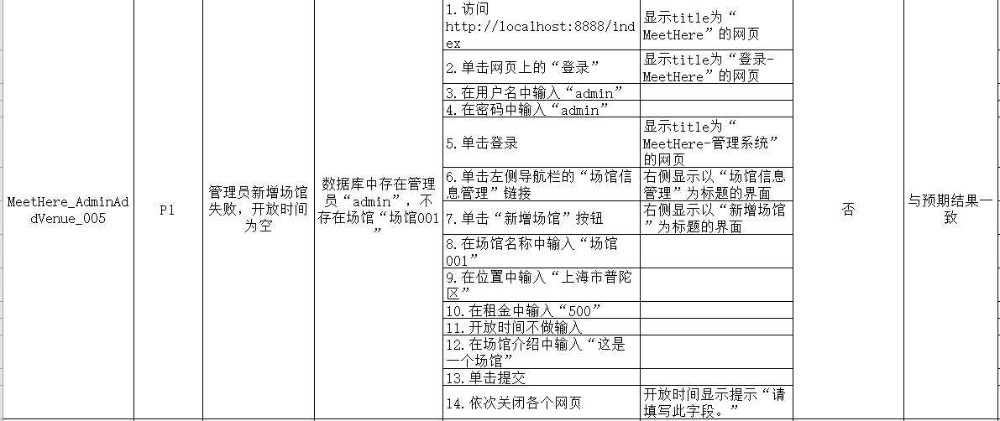 MeetHere_AdminAd
dVenue_005
P1
管理员新增场馆
失败，开放时间
为空
数据库中存在管理
员“admin”，不
存在场馆“场馆001
”
1.访问
http://localhost:8888/ind
ex
显示title为“
MeetHere”的网页
2.单击网页上的“登录”
显示title为“登录-
MeetHere”的网页
3.在用户名中输入“admin”
4.在密码中输入“admin”
5.单击登录
显示title为“
MeetHere-管理系统”
的网页
6.单击左侧导航栏的“场馆信
息管理”链接
右侧显示以“场馆信息
管理”为标题的界面
7.单击“新增场馆”按钮
右侧显示以“新增场馆
”为标题的界面
8.在场馆名称中输入“场馆
001”
9.在位置中输入“上海市普陀
区”
10.在租金中输入“500”
11.开放时间不做输入
12.在场馆介绍中输入“这是
一个场馆”
13.单击提交
14.依次关闭各个网页
开放时间显示提示“请
填写此字段。”
否
与预期结果一
致